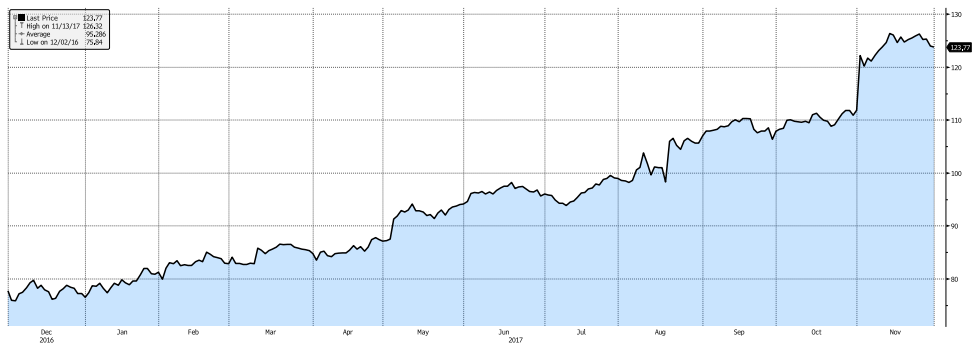 Last Price 123.77
High on 11/13/17 126.32
Average 95.286
Low on 12/02/16 75.84
130
123.77
120
110
100
90
80
Dec Jan Feb Mar Apr May Jun Jul Aug Sep Oct Nov
2016 2017